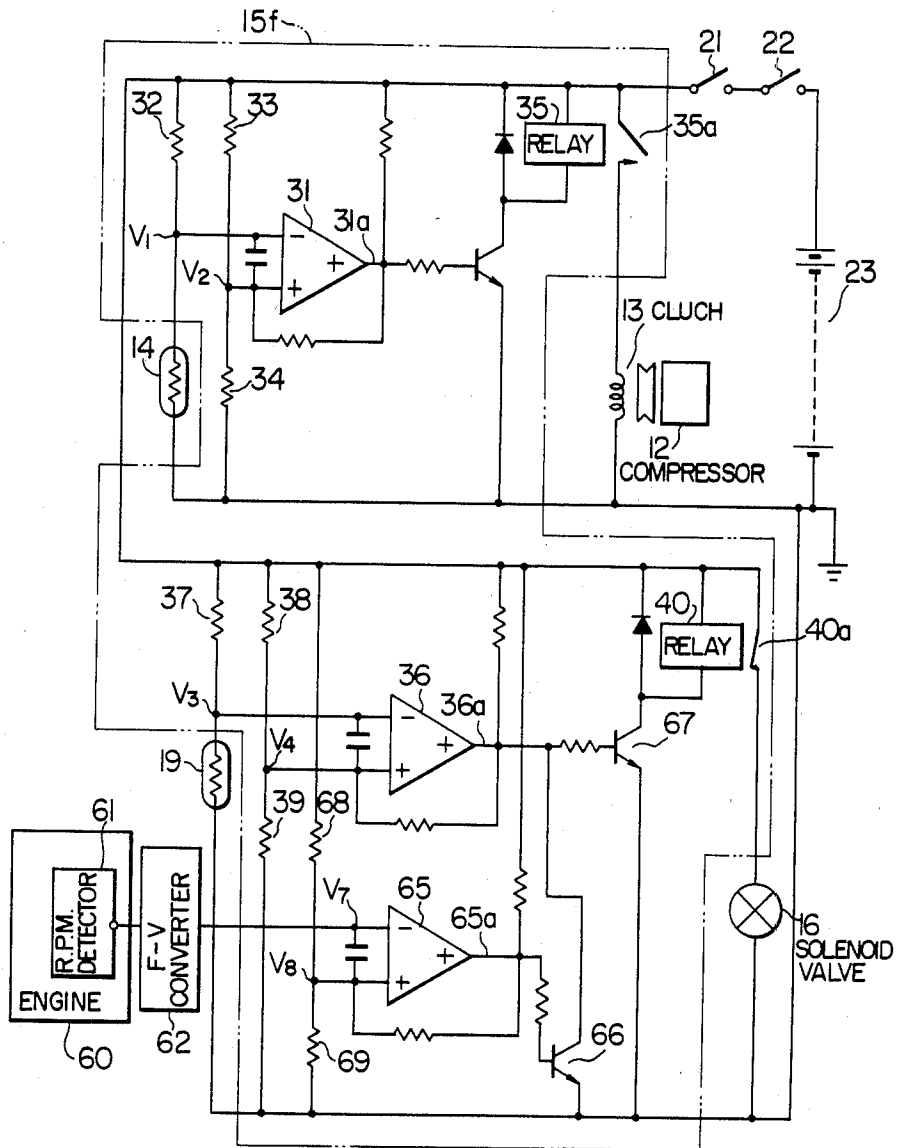 15f
21
22
32
33
35
RELAY
35a
31
31a
V1
V2
23
14
34
13 CLUCH
12
COMPRESSOR
37
38
40
RELAY
40a
36
36a
V3
V4
67
19
39
68
61
R.P.M.
DETECTOR
F-V
CONVERTER
V7
65
65a
V8
16
SOLENOID
VALVE
ENGINE
60
62
69
66